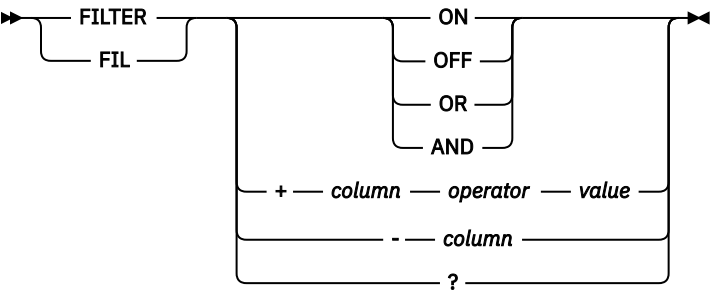 FILTER
FIL
ON
OFF
OR
AND
+ column operator value
- column
?